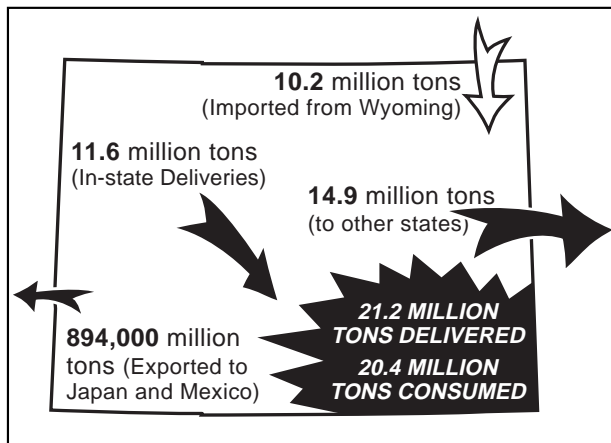 10.2 million tons
(Imported from Wyoming)
11.6 million tons
(In-state Deliveries)
14.9 million tons
(to other states)
894,000 million
tons (Exported to
Japan and Mexico)
21.2 MILLION
TONS DELIVERED
20.4 MILLION
TONS CONSUMED